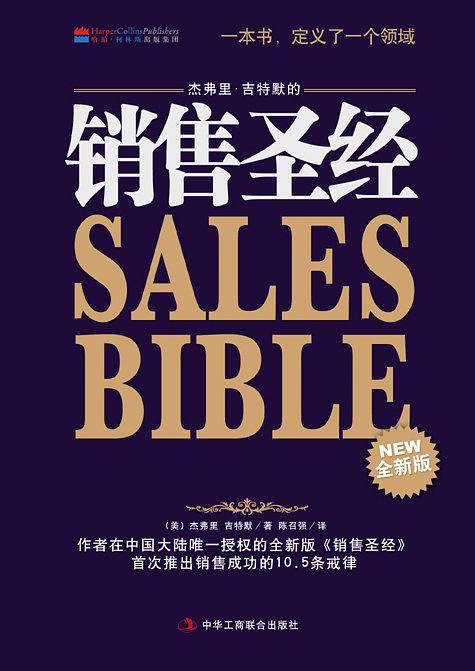 HarperCollinsPublishers
哈珀·柯林斯出版集团
一本书，定义了一个领域
杰弗里·吉特默的
销售圣经
SALES
BIBLE
NEW
全新版
（美）杰弗里 吉特默/著 陈召强/译
作者在中国大陆唯一授权的全新版《销售圣经》
首次推出销售成功的10.5条戒律
中华工商联合出版社